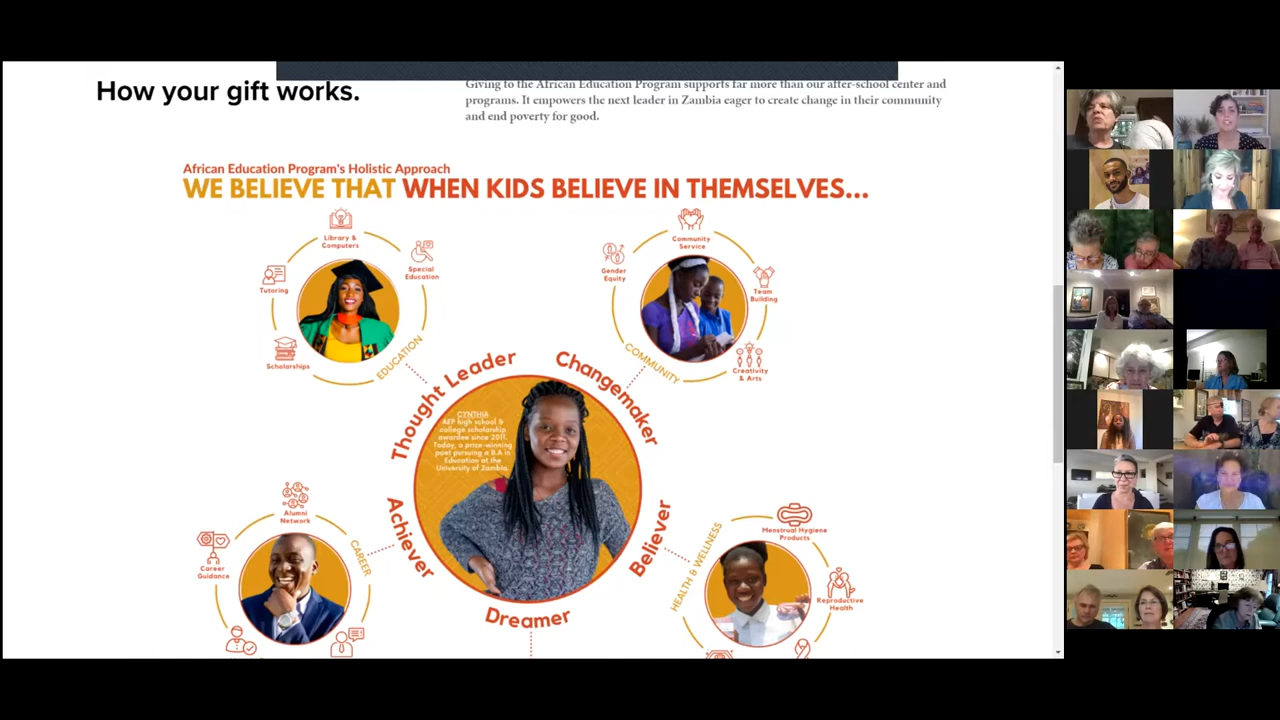 How your gift works.
Giving to the African Education Program supports far more than our after-school center and
programs. It empowers the next leader in Zambia eager to create change in their community
and end poverty for good.
African Education Program's Holistic Approach
WE BELIEVE THAT WHEN KIDS BELIEVE IN THEMSELVES...
Library &
Computers
Special
Education
Tutoring
Scholarships
EDUCATION
Community
Service
Gender
Equity
Team
Building
Creativity
& Arts
COMMUNITY
Thought Leader
Changemaker
CYNTHIA
AEP high school &
college scholarship
awardee since 2011.
Today, a prize-winning
poet pursuing a B.A in
Education at the
University of Zambia.
Achiever
Believer
Dreamer
Alumni
Network
Career
Guidance
CAREER
HEALTH & WELLNESS
Menstrual Hygiene
Products
Reproductive
Health